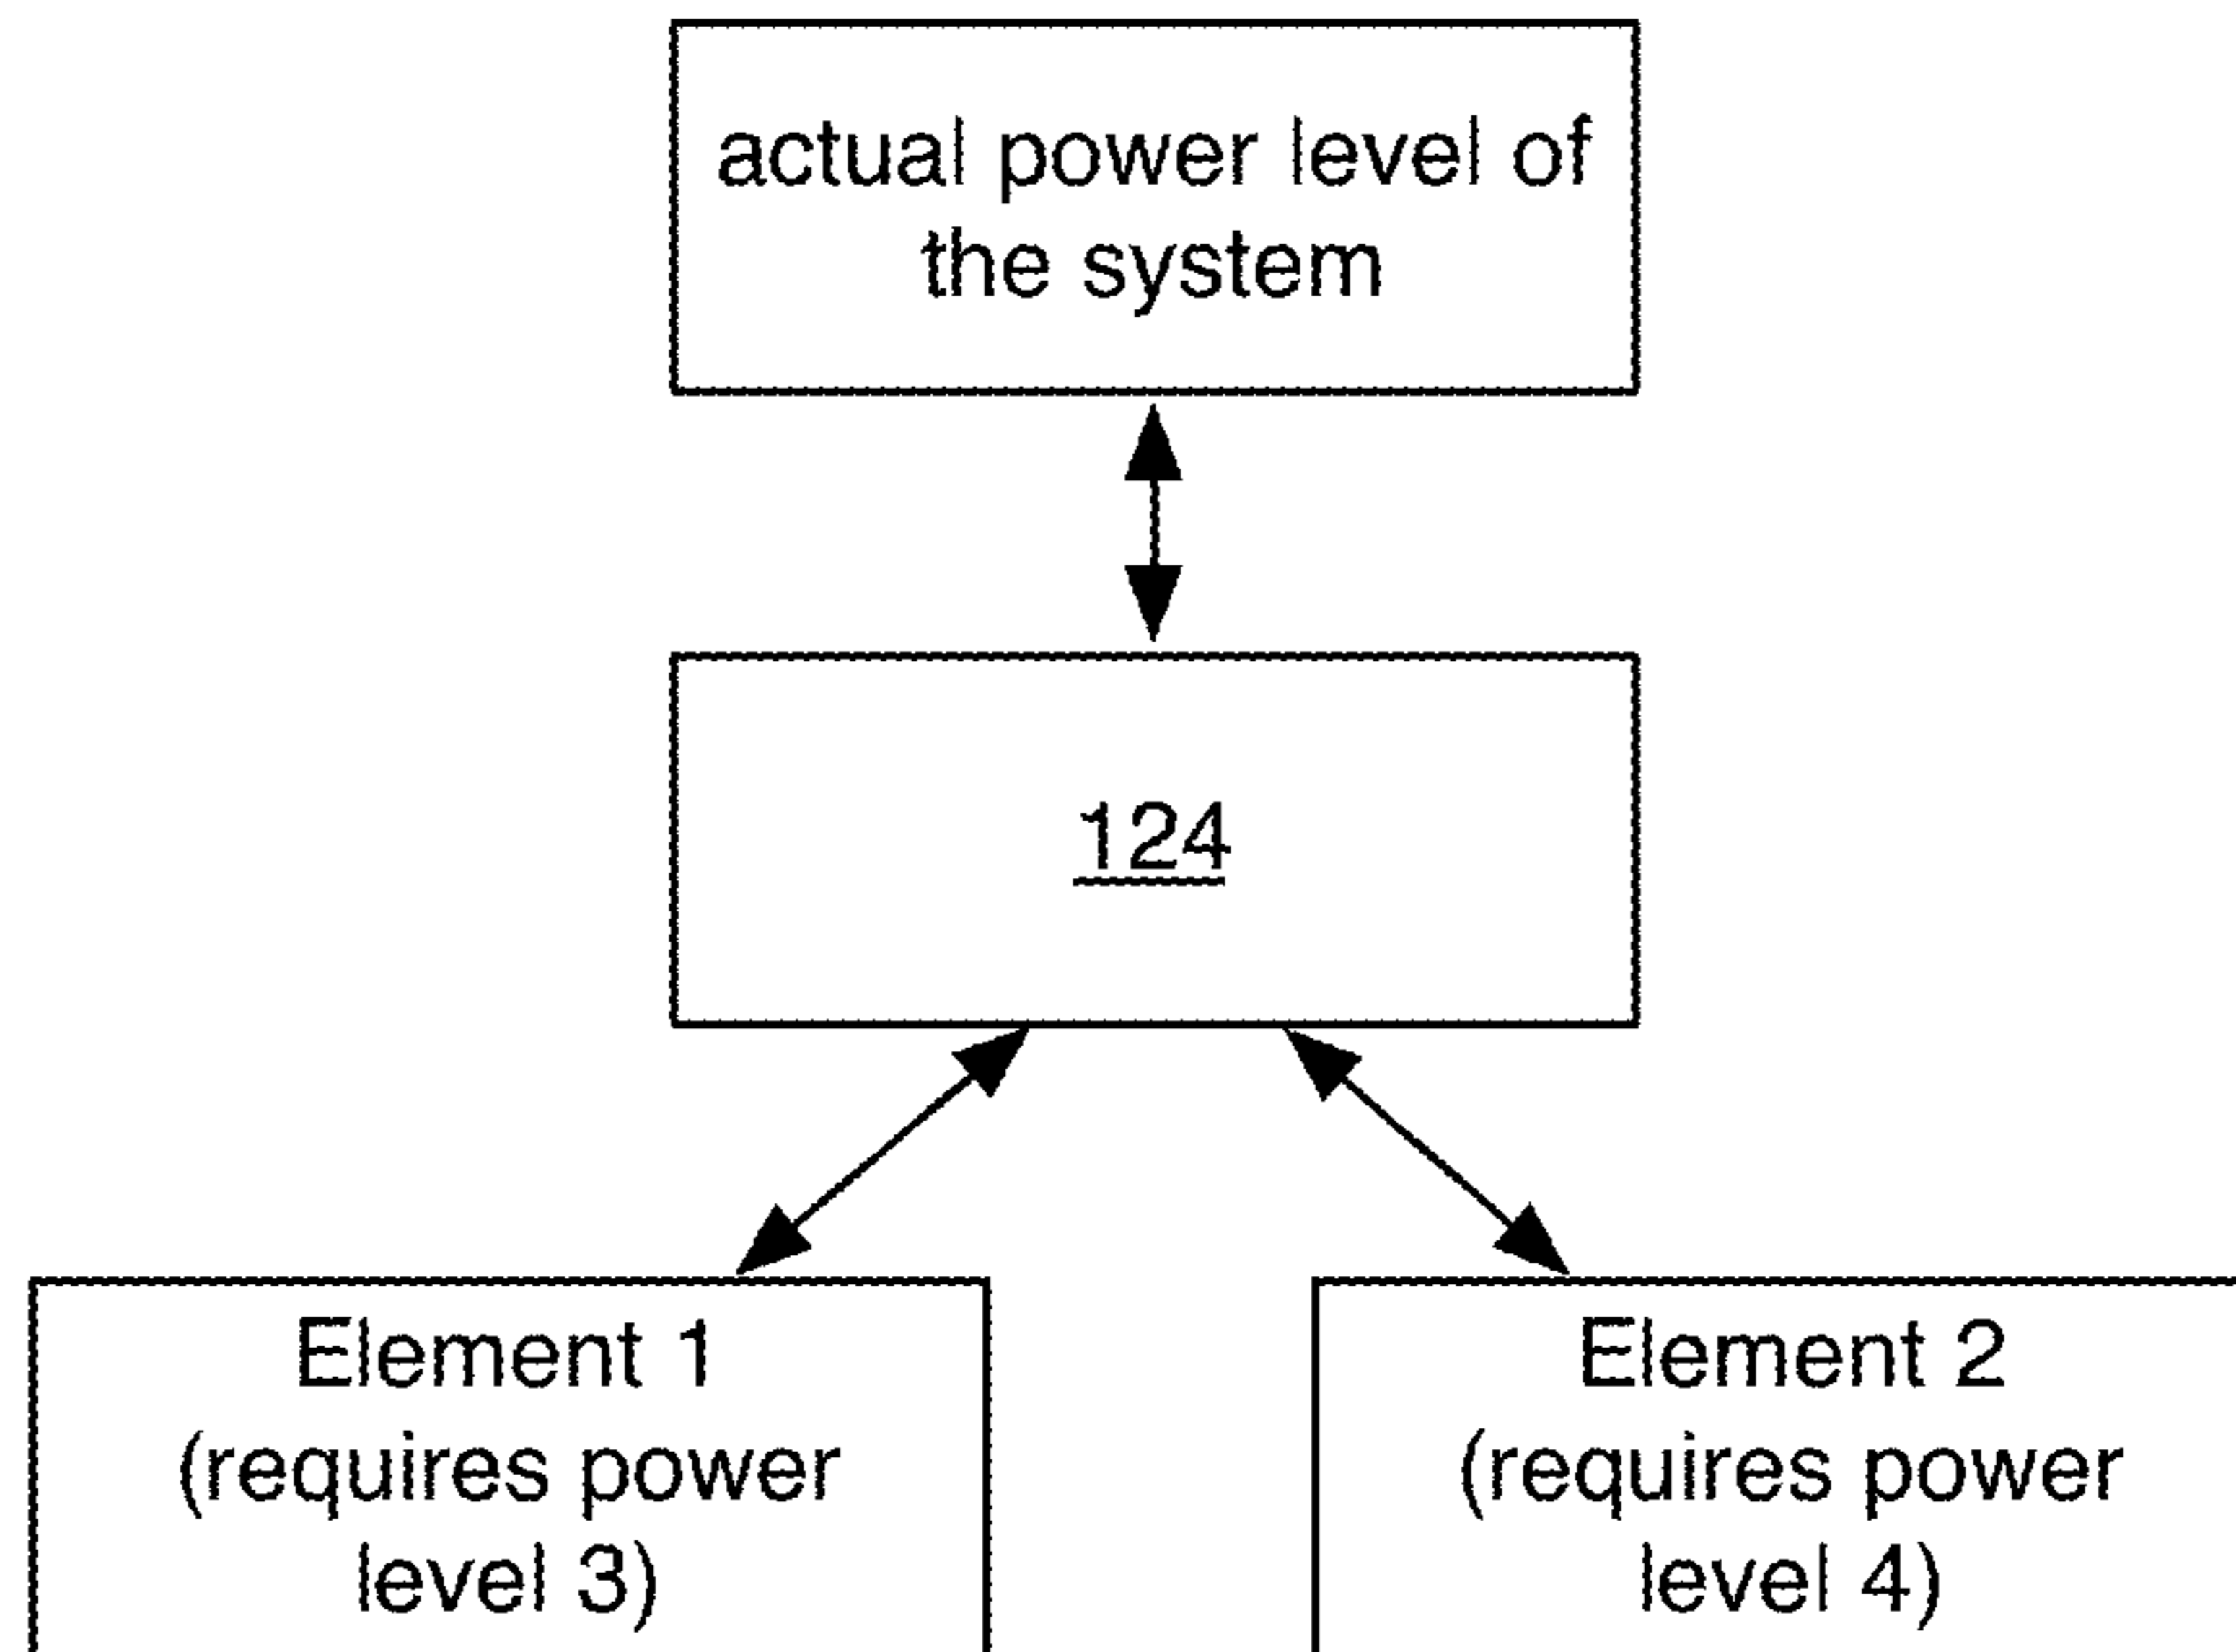 actual power level of
the system
124
Element 1
(requires power
level 3)
Element 2
(requires power
level 4)